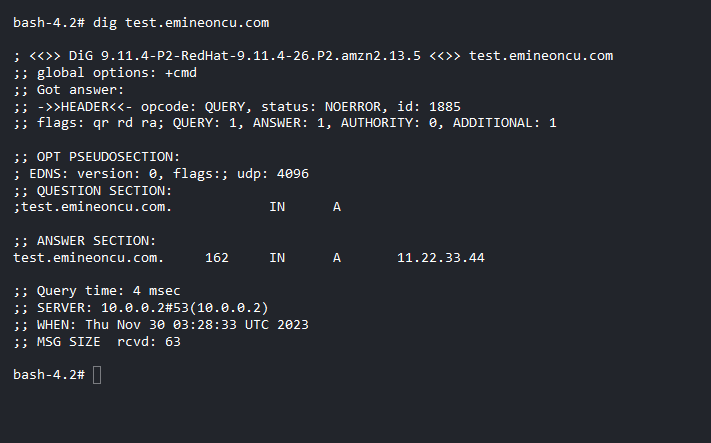 bash-4.2# dig test.emineoncu.com
; <<>> DiG 9.11.4-P2-RedHat-9.11.4-26.P2.amzn2.13.5 <<>> test.emineoncu.com
;; global options: +cmd
;; Got answer:
;; ->>HEADER<<- opcode: QUERY, status: NOERROR, id: 1885
;; flags: qr rd ra; QUERY: 1, ANSWER: 1, AUTHORITY: 0, ADDITIONAL: 1
;; OPT PSEUDOSECTION:
; EDNS: version: 0, flags:; udp: 4096
;; QUESTION SECTION:
;test.emineoncu.com. IN A
;; ANSWER SECTION:
test.emineoncu.com. 162 IN A 11.22.33.44
;; Query time: 4 msec
;; SERVER: 10.0.0.2#53(10.0.0.2)
;; WHEN: Thu Nov 30 03:28:33 UTC 2023
;; MSG SIZE rcvd: 63
bash-4.2#